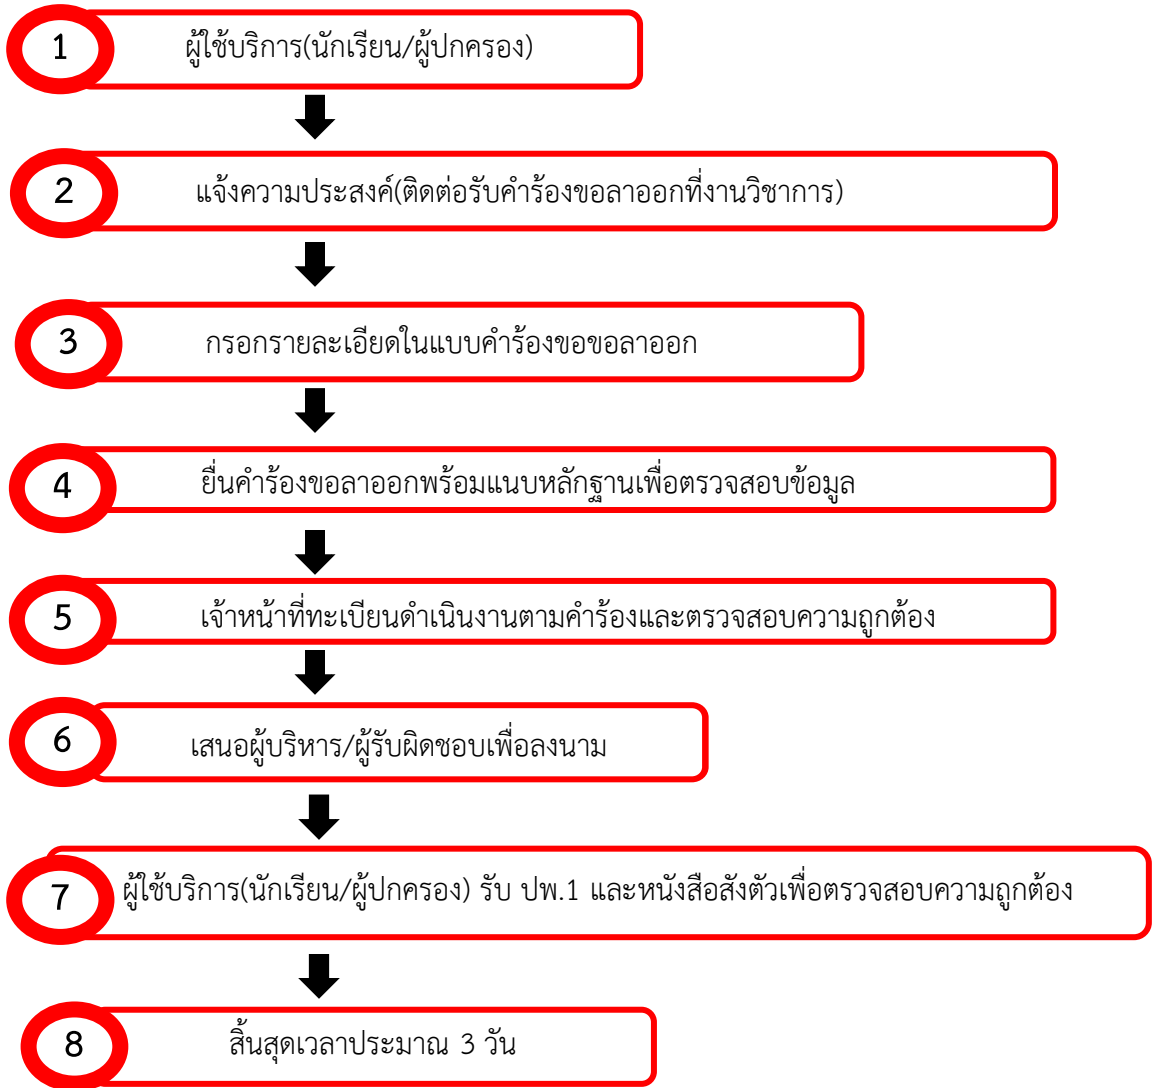 1 ผู้ใช้บริการ(นักเรียน/ผู้ปกครอง)
2 แจ้งความประสงค์(ติดต่อรับคำร้องขอลาออกที่งานวิชาการ)
3 กรอกรายละเอียดในแบบคำร้องขอขอลาออก
4 ยื่นคำร้องขอลาออกพร้อมแนบหลักฐานเพื่อตรวจสอบข้อมูล
5 เจ้าหน้าที่ทะเบียนดำเนินงานตามคำร้องและตรวจสอบความถูกต้อง
6 เสนอผู้บริหาร/ผู้รับผิดชอบเพื่อลงนาม
7 ผู้ใช้บริการ(นักเรียน/ผู้ปกครอง) รับ ปพ.1 และหนังสือสังตัวเพื่อตรวจสอบความถูกต้อง
8 สิ้นสุดเวลาประมาณ 3 วัน